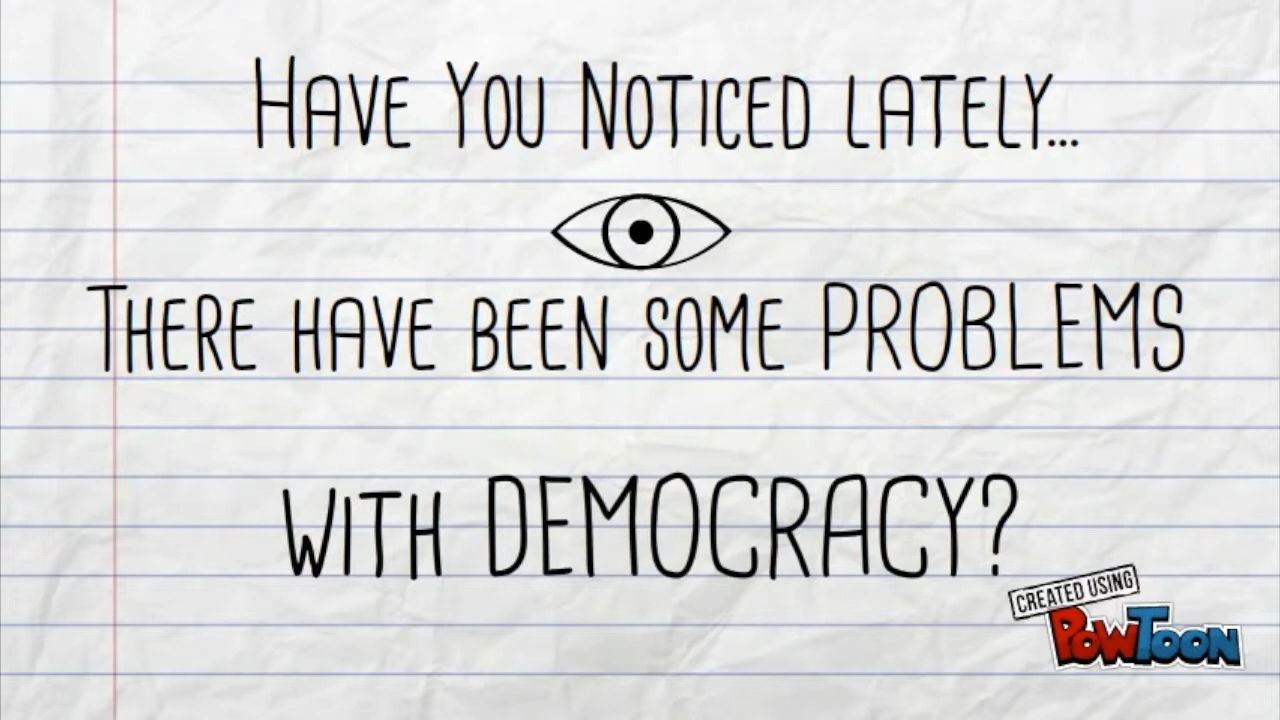 Have You Noticed lately...
There have been some PROBLEMS
with DEMOCRACY?
CREATED USING
PowToon